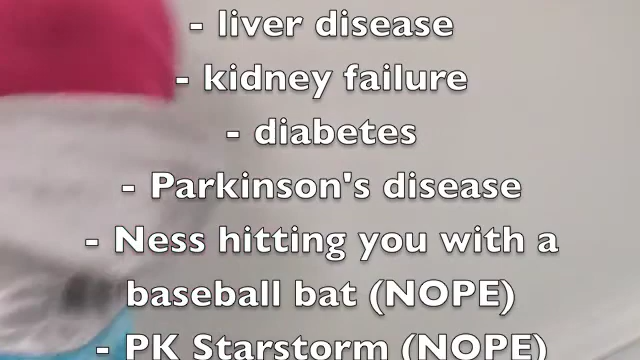 - liver disease
- kidney failure
- diabetes
- Parkinson's disease
- Ness hitting you with a
baseball bat (NOPE)
- PK Starstorm (NOPE)